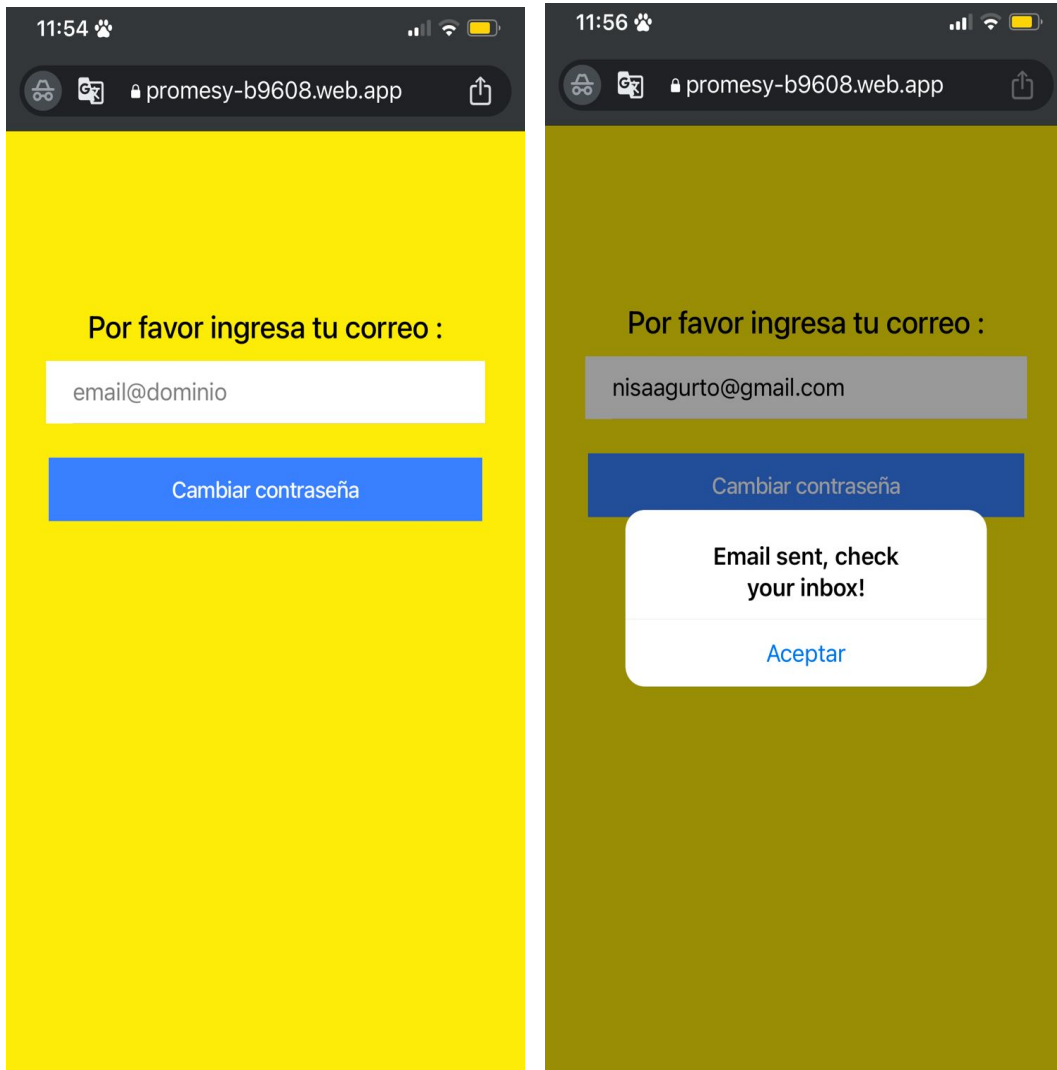 11:54
promesy-b9608.web.app
Por favor ingresa tu correo :
email@dominio
Cambiar contraseña
11:56
promesy-b9608.web.app
Por favor ingresa tu correo :
nisaagurto@gmail.com
Cambiar contraseña
Email sent, check
your inbox!
Aceptar